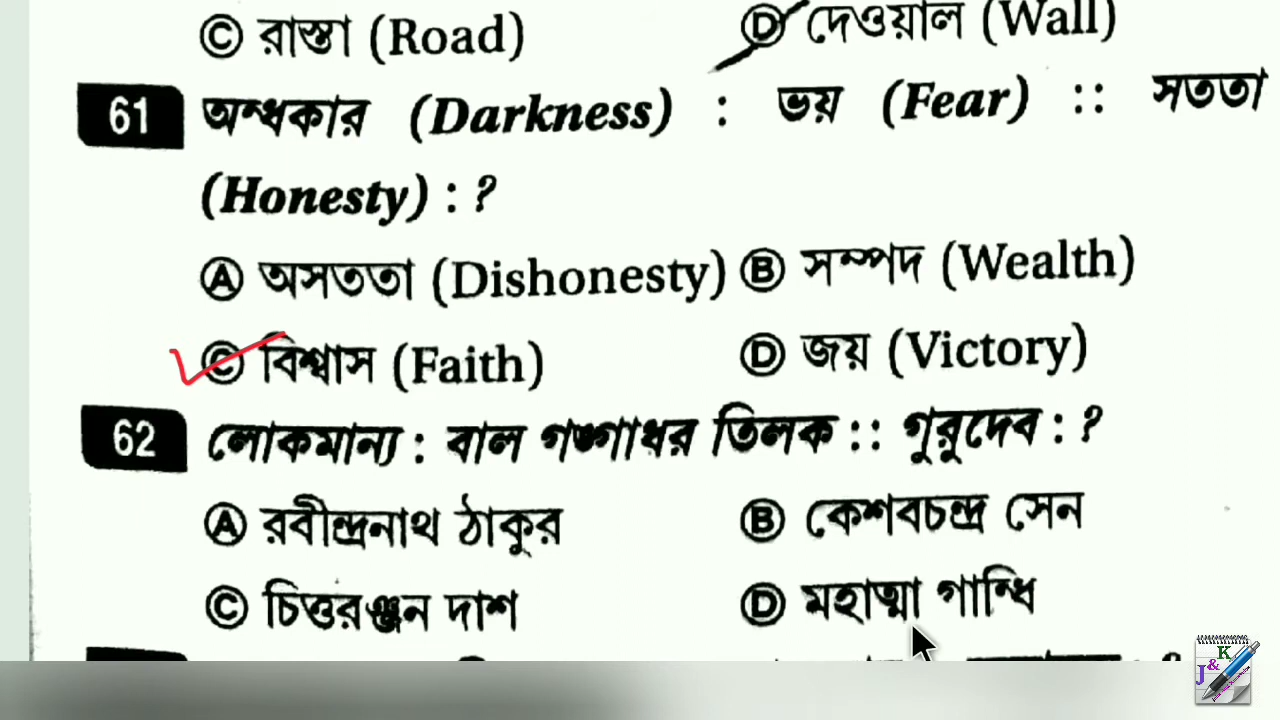 C রাস্তা (Road) D দেওয়াল (Wall)
61 অন্ধকার (Darkness) : ভয় (Fear) :: সততা
(Honesty) : ?
A অসততা (Dishonesty) B সম্পদ (Wealth)
C বিশ্বাস (Faith) D জয় (Victory)
62 লোকমান্য : বাল গঙ্গাধর তিলক :: গুরুদেব : ?
A রবীন্দ্রনাথ ঠাকুর B কেশবচন্দ্র সেন
C চিত্তরঞ্জন দাশ D মহাত্মা গান্ধি
J & K